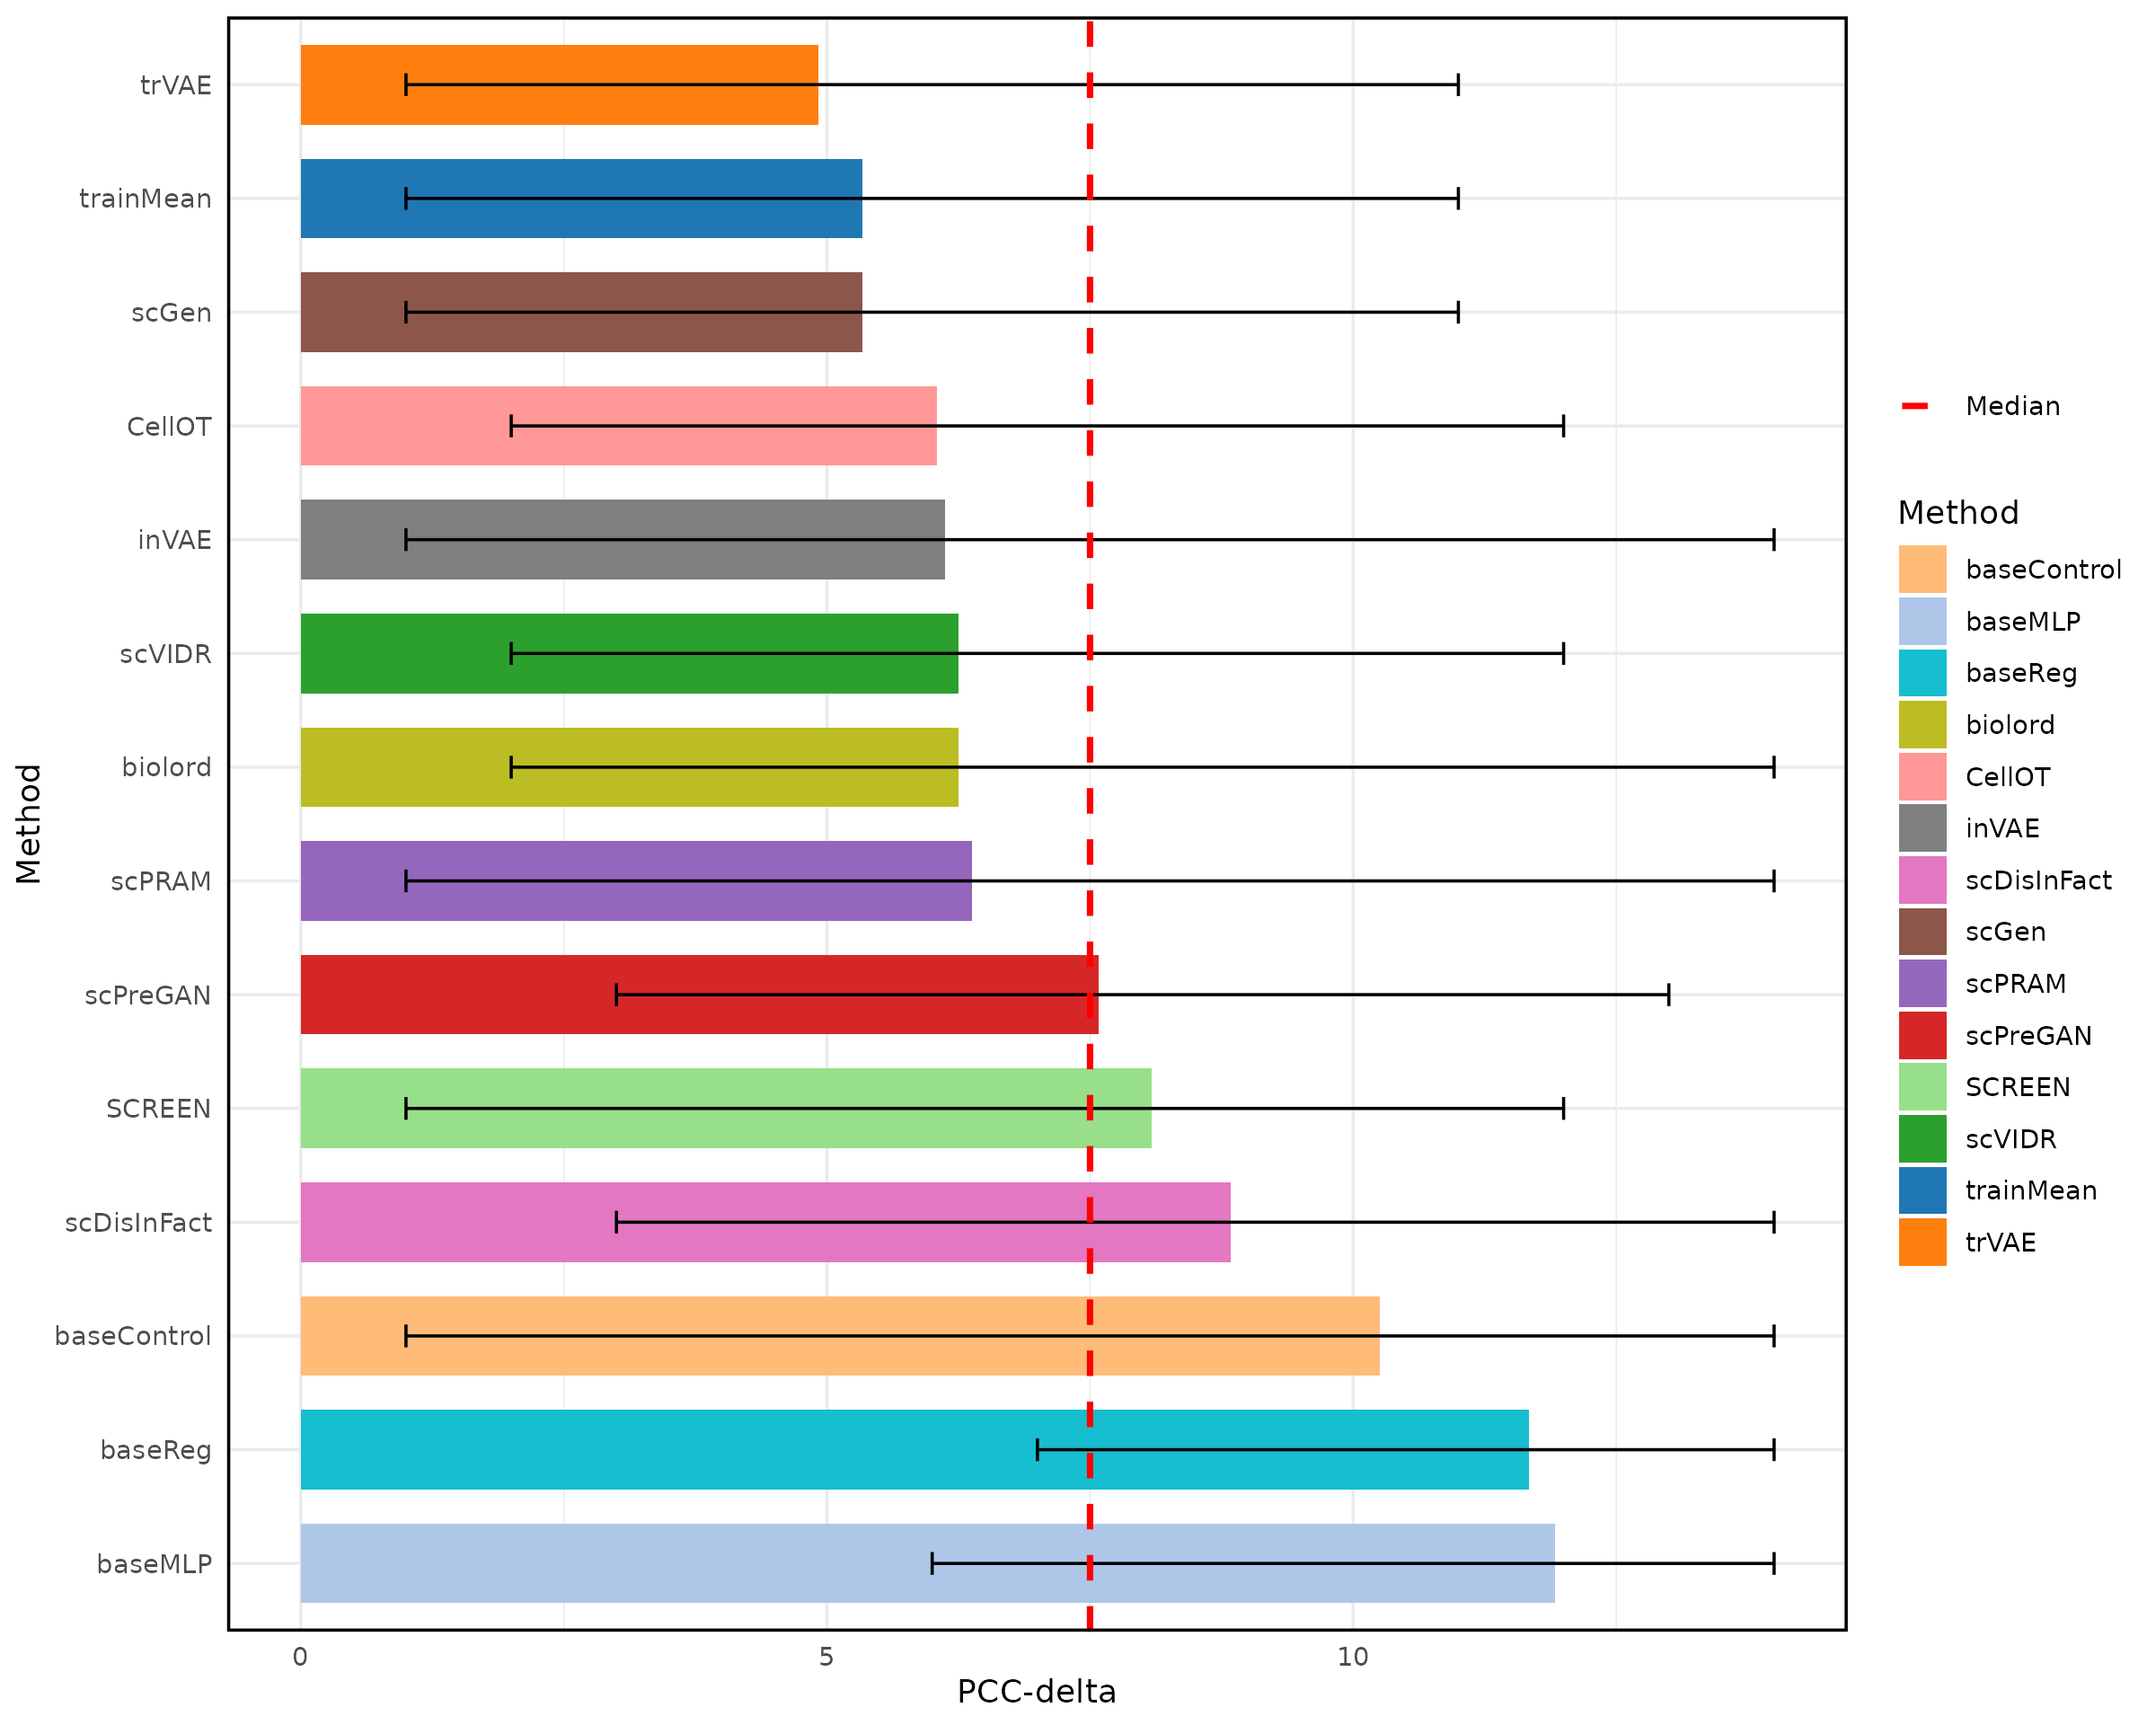 Method
trVAE
trainMean
scGen
CellOT
inVAE
scVIDR
biolord
scPRAM
scPreGAN
SCREEN
scDisInFact
baseControl
baseReg
baseMLP
0 5 10
PCC-delta
Median
Method
baseControl
baseMLP
baseReg
biolord
CellOT
inVAE
scDisInFact
scGen
scPRAM
scPreGAN
SCREEN
scVIDR
trainMean
trVAE